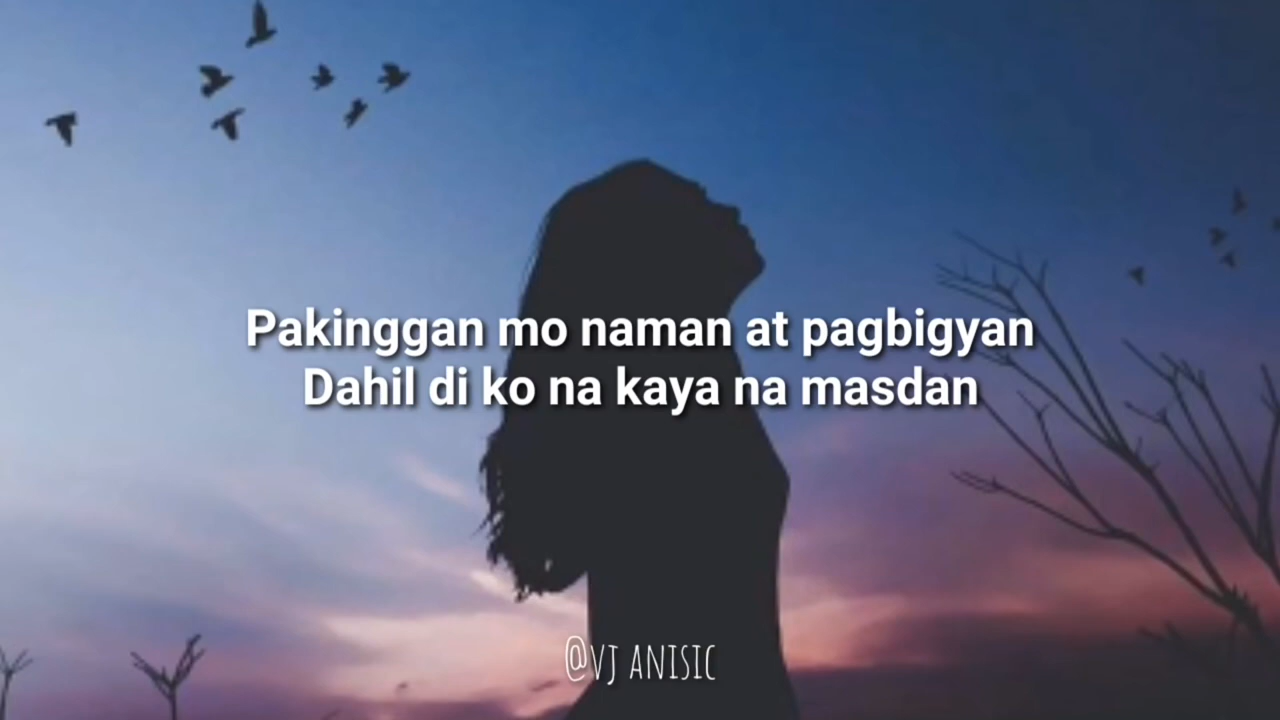 Pakinggan mo naman at pagbigyan
Dahil di ko na kaya na masdan
@VJ ANISIC